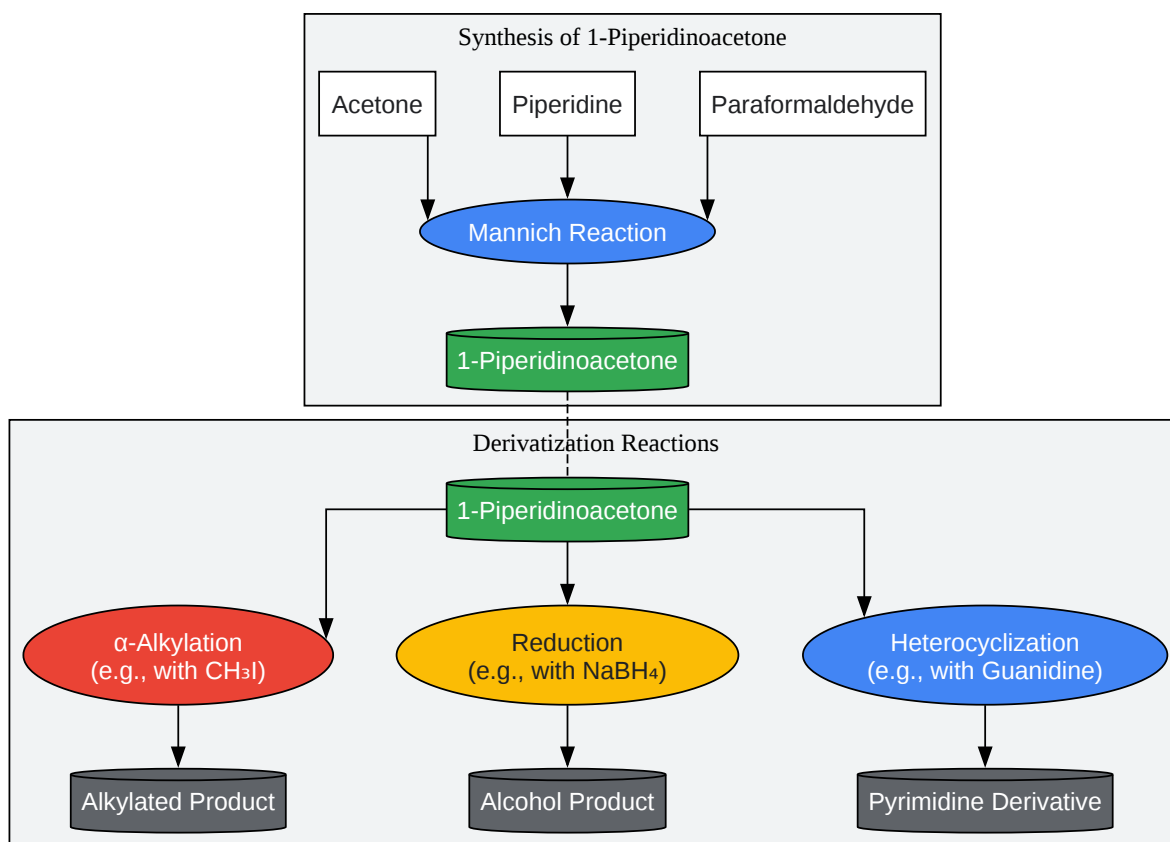 Synthesis of 1-Piperidinoacetone
Acetone
Piperidine
Paraformaldehyde
Mannich Reaction
1-Piperidinoacetone
Derivatization Reactions
1-Piperidinoacetone
α-Alkylation
(e.g., with CH₃I)
Reduction
(e.g., with NaBH₄)
Heterocyclization
(e.g., with Guanidine)
Alkylated Product
Alcohol Product
Pyrimidine Derivative